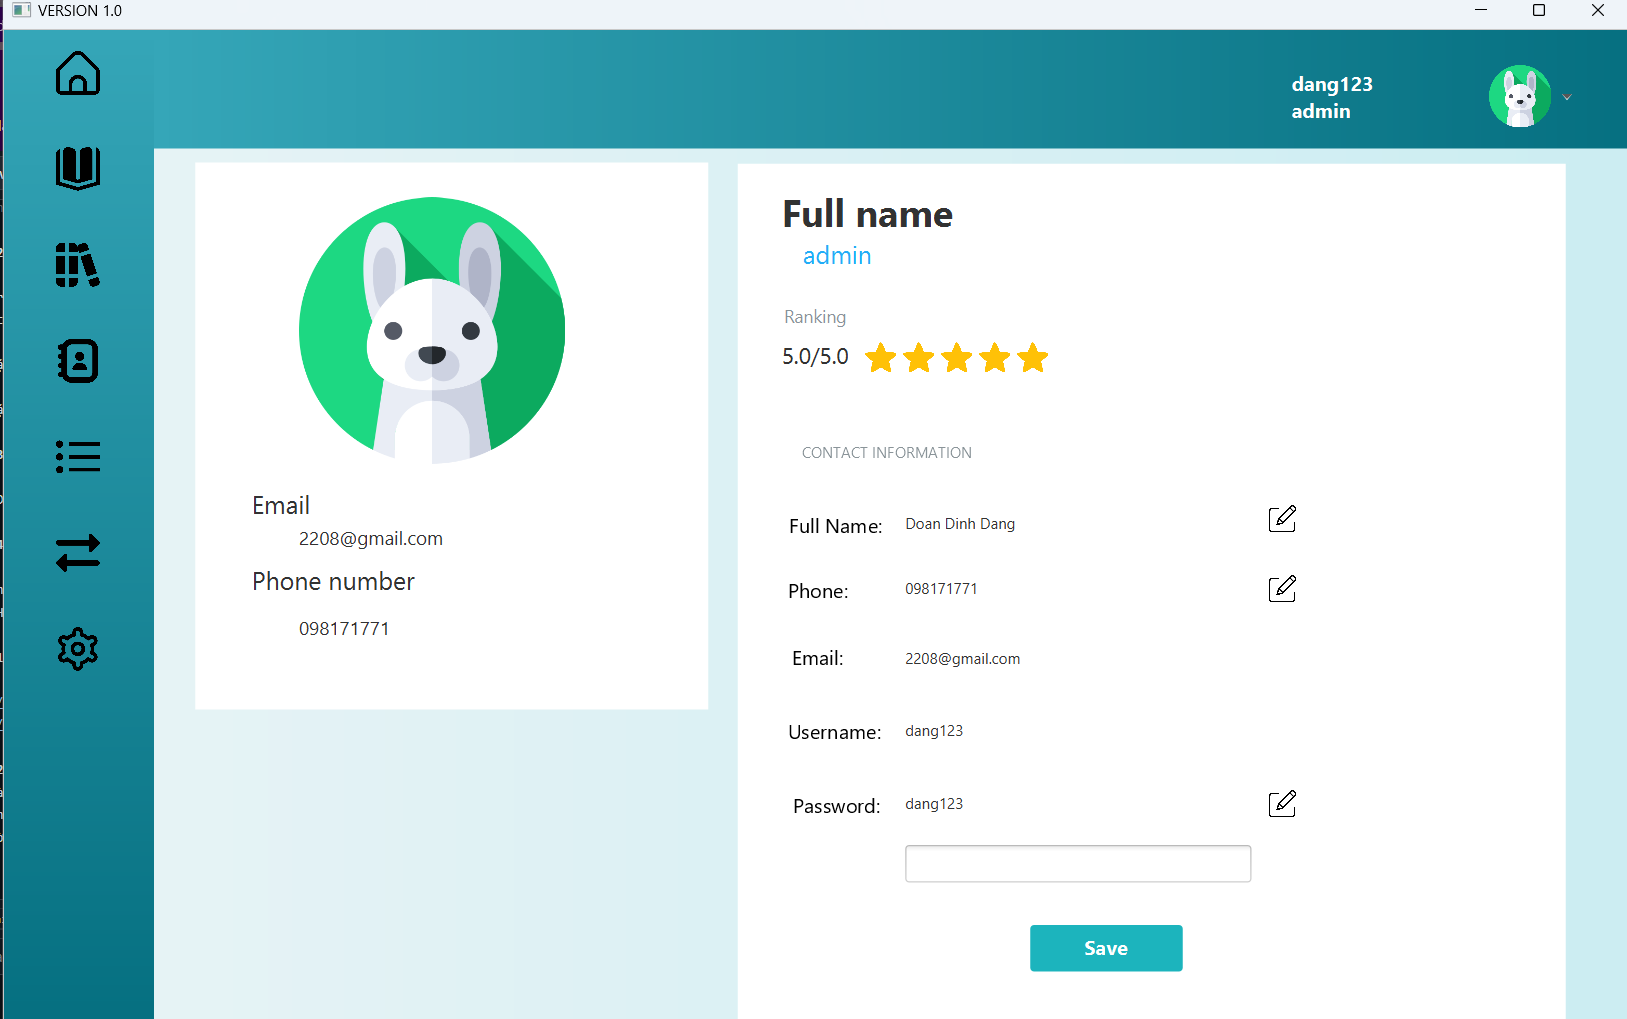 VERSION 1.0
dang123
admin
Email
2208@gmail.com
Phone number
098171771
Full name
admin
Ranking
5.0/5.0
CONTACT INFORMATION
Full Name: Doan Dinh Dang
Phone: 098171771
Email: 2208@gmail.com
Username: dang123
Password: dang123
Save